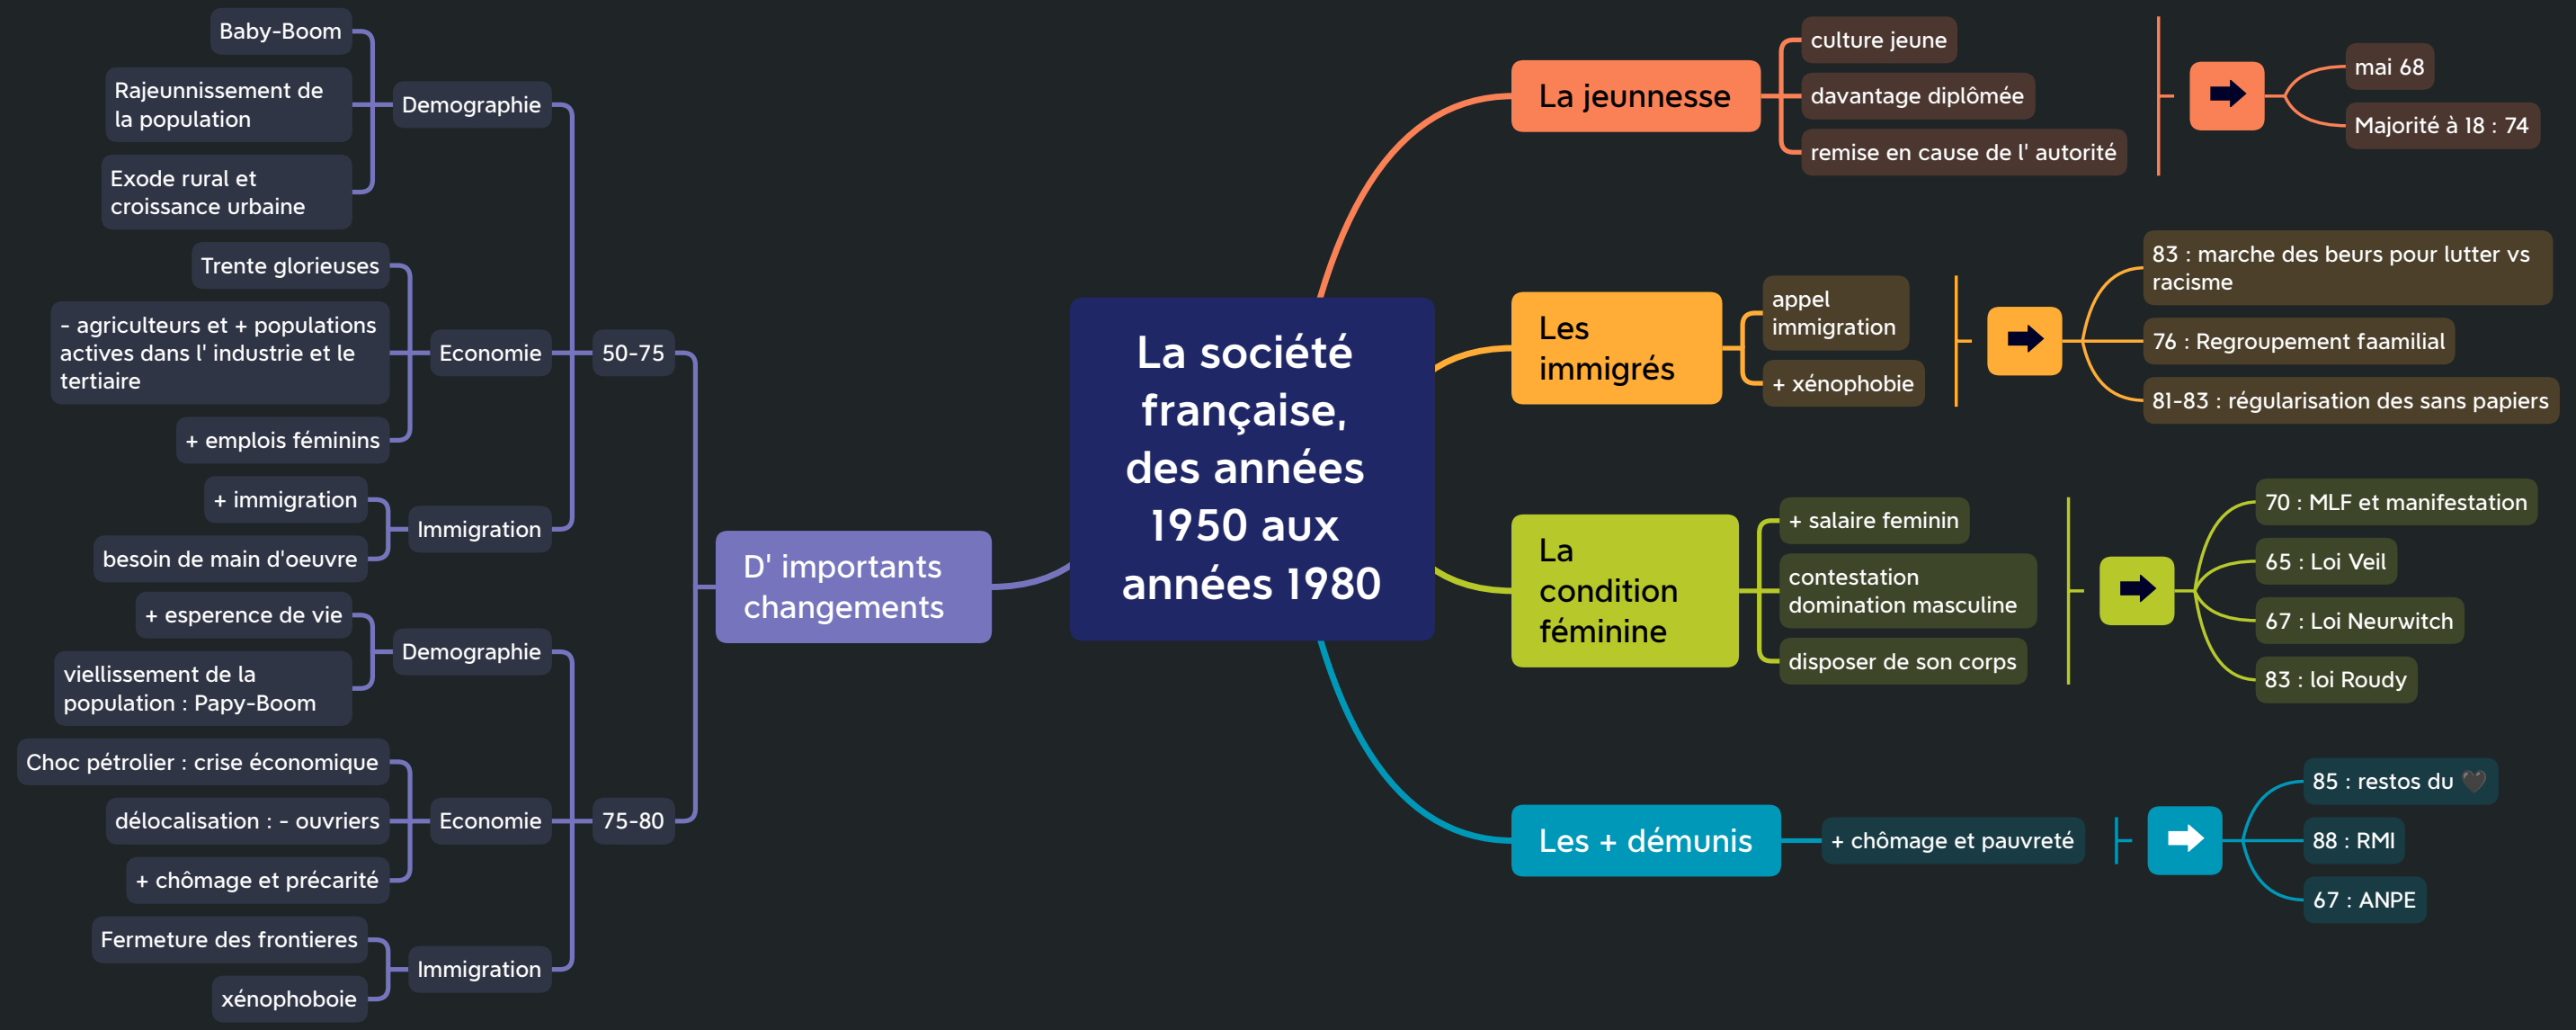 La société
française,
des années
1950 aux
années 1980
D' importants
changements
50-75
Demographie
Baby-Boom
Rajeunnissement de
la population
Exode rural et
croissance urbaine
Economie
Trente glorieuses
- agriculteurs et + populations
actives dans l' industrie et le
tertiaire
+ emplois féminins
Immigration
+ immigration
besoin de main d'oeuvre
75-80
Demographie
+ esperence de vie
viellissement de la
population : Papy-Boom
Economie
Choc pétrolier : crise économique
délocalisation : - ouvriers
+ chômage et précarité
Immigration
Fermeture des frontieres
xénophoboie
La jeunnesse
culture jeune
davantage diplômée
remise en cause de l' autorité
mai 68
Majorité à 18 : 74
Les
immigrés
appel
immigration
+ xénophobie
83 : marche des beurs pour lutter vs
racisme
76 : Regroupement faamilial
81-83 : régularisation des sans papiers
La
condition
féminine
+ salaire feminin
contestation
domination masculine
disposer de son corps
70 : MLF et manifestation
65 : Loi Veil
67 : Loi Neurwitch
83 : loi Roudy
Les + démunis
+ chômage et pauvreté
85 : restos du 🖤
88 : RMI
67 : ANPE